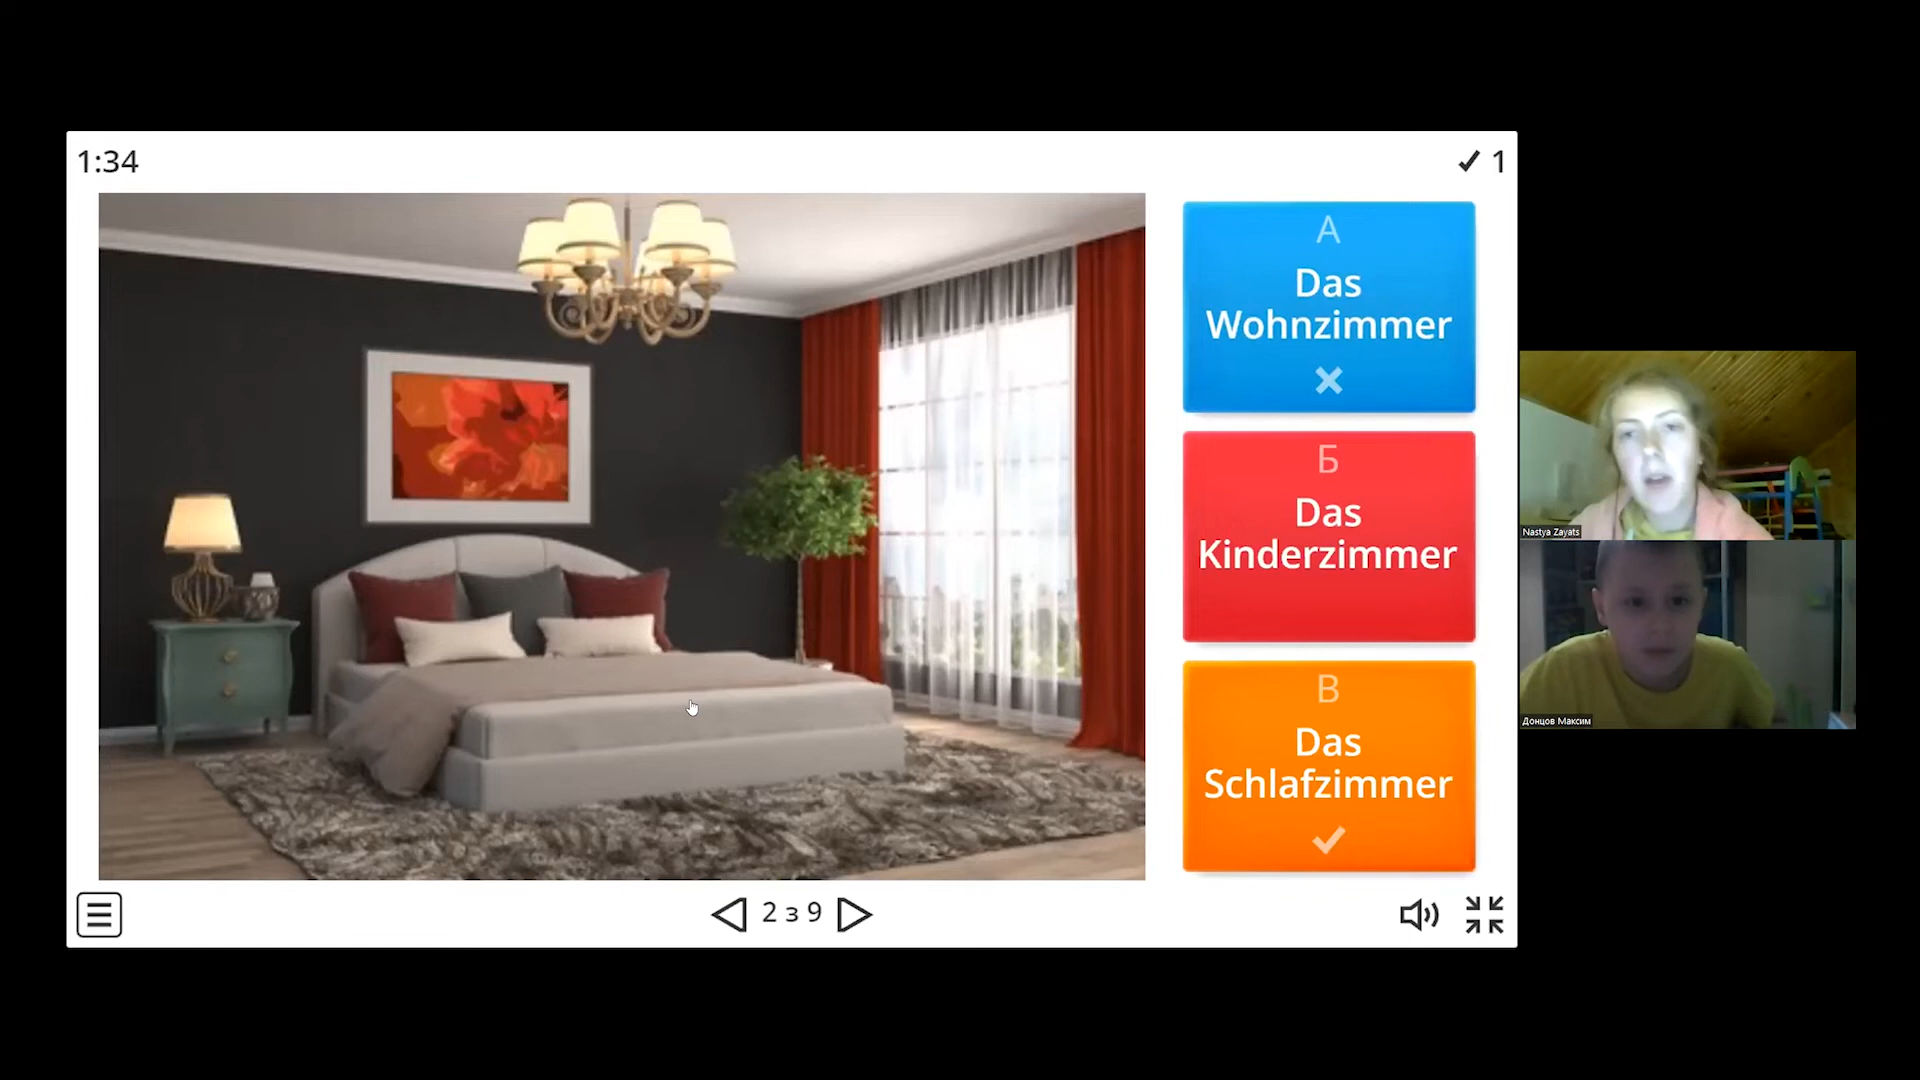 1:34
1
А
Das
Wohnzimmer
Б
Das
Kinderzimmer
В
Das
Schlafzimmer
Nastya Zayats
Донцов Максим
2 з 9